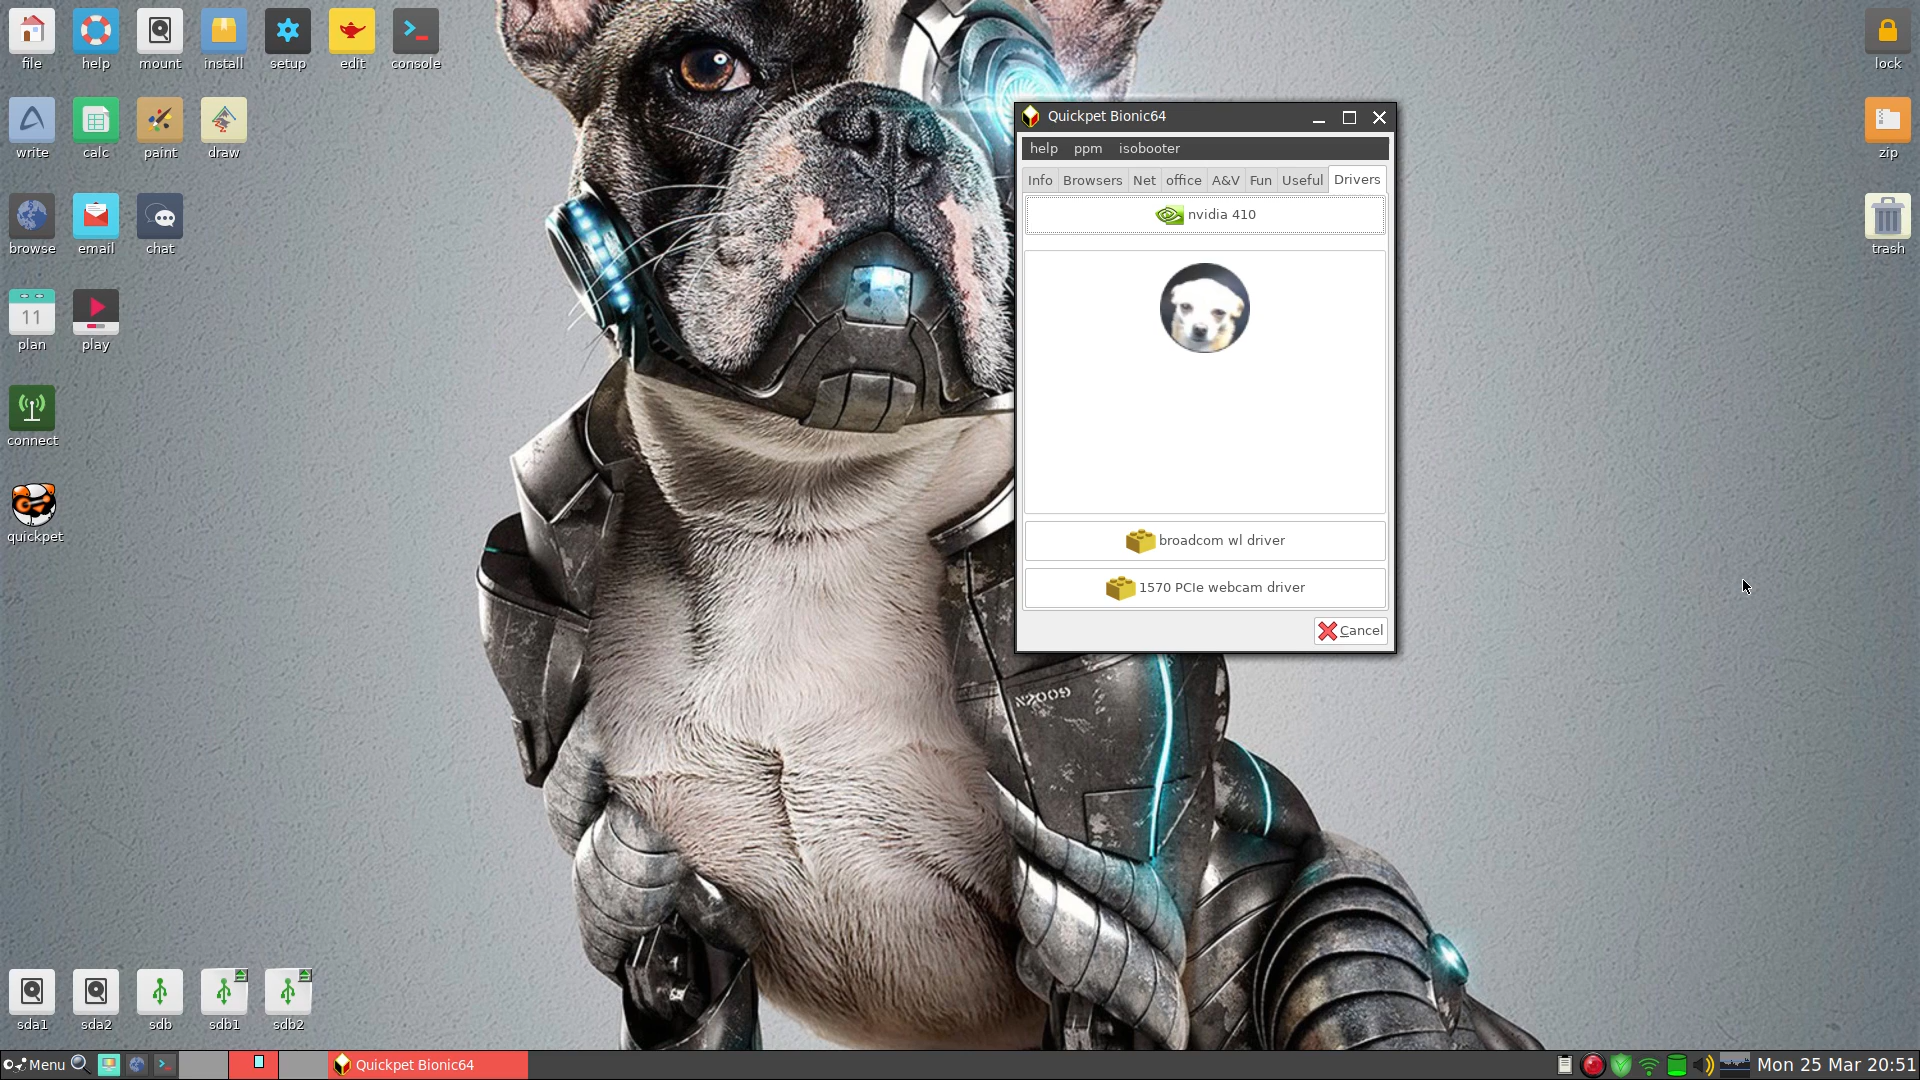 file help mount install setup edit console
lock
write calc paint draw
zip
browse email chat
trash
11
plan play
connect
quickpet
Quickpet Bionic64
help ppm isobooter
Info Browsers Net office A&V Fun Useful Drivers
nvidia 410
broadcom wl driver
1570 PCIe webcam driver
Cancel
N2009
sda1 sda2 sdb sdb1 sdb2
Menu
Quickpet Bionic64
Mon 25 Mar 20:51